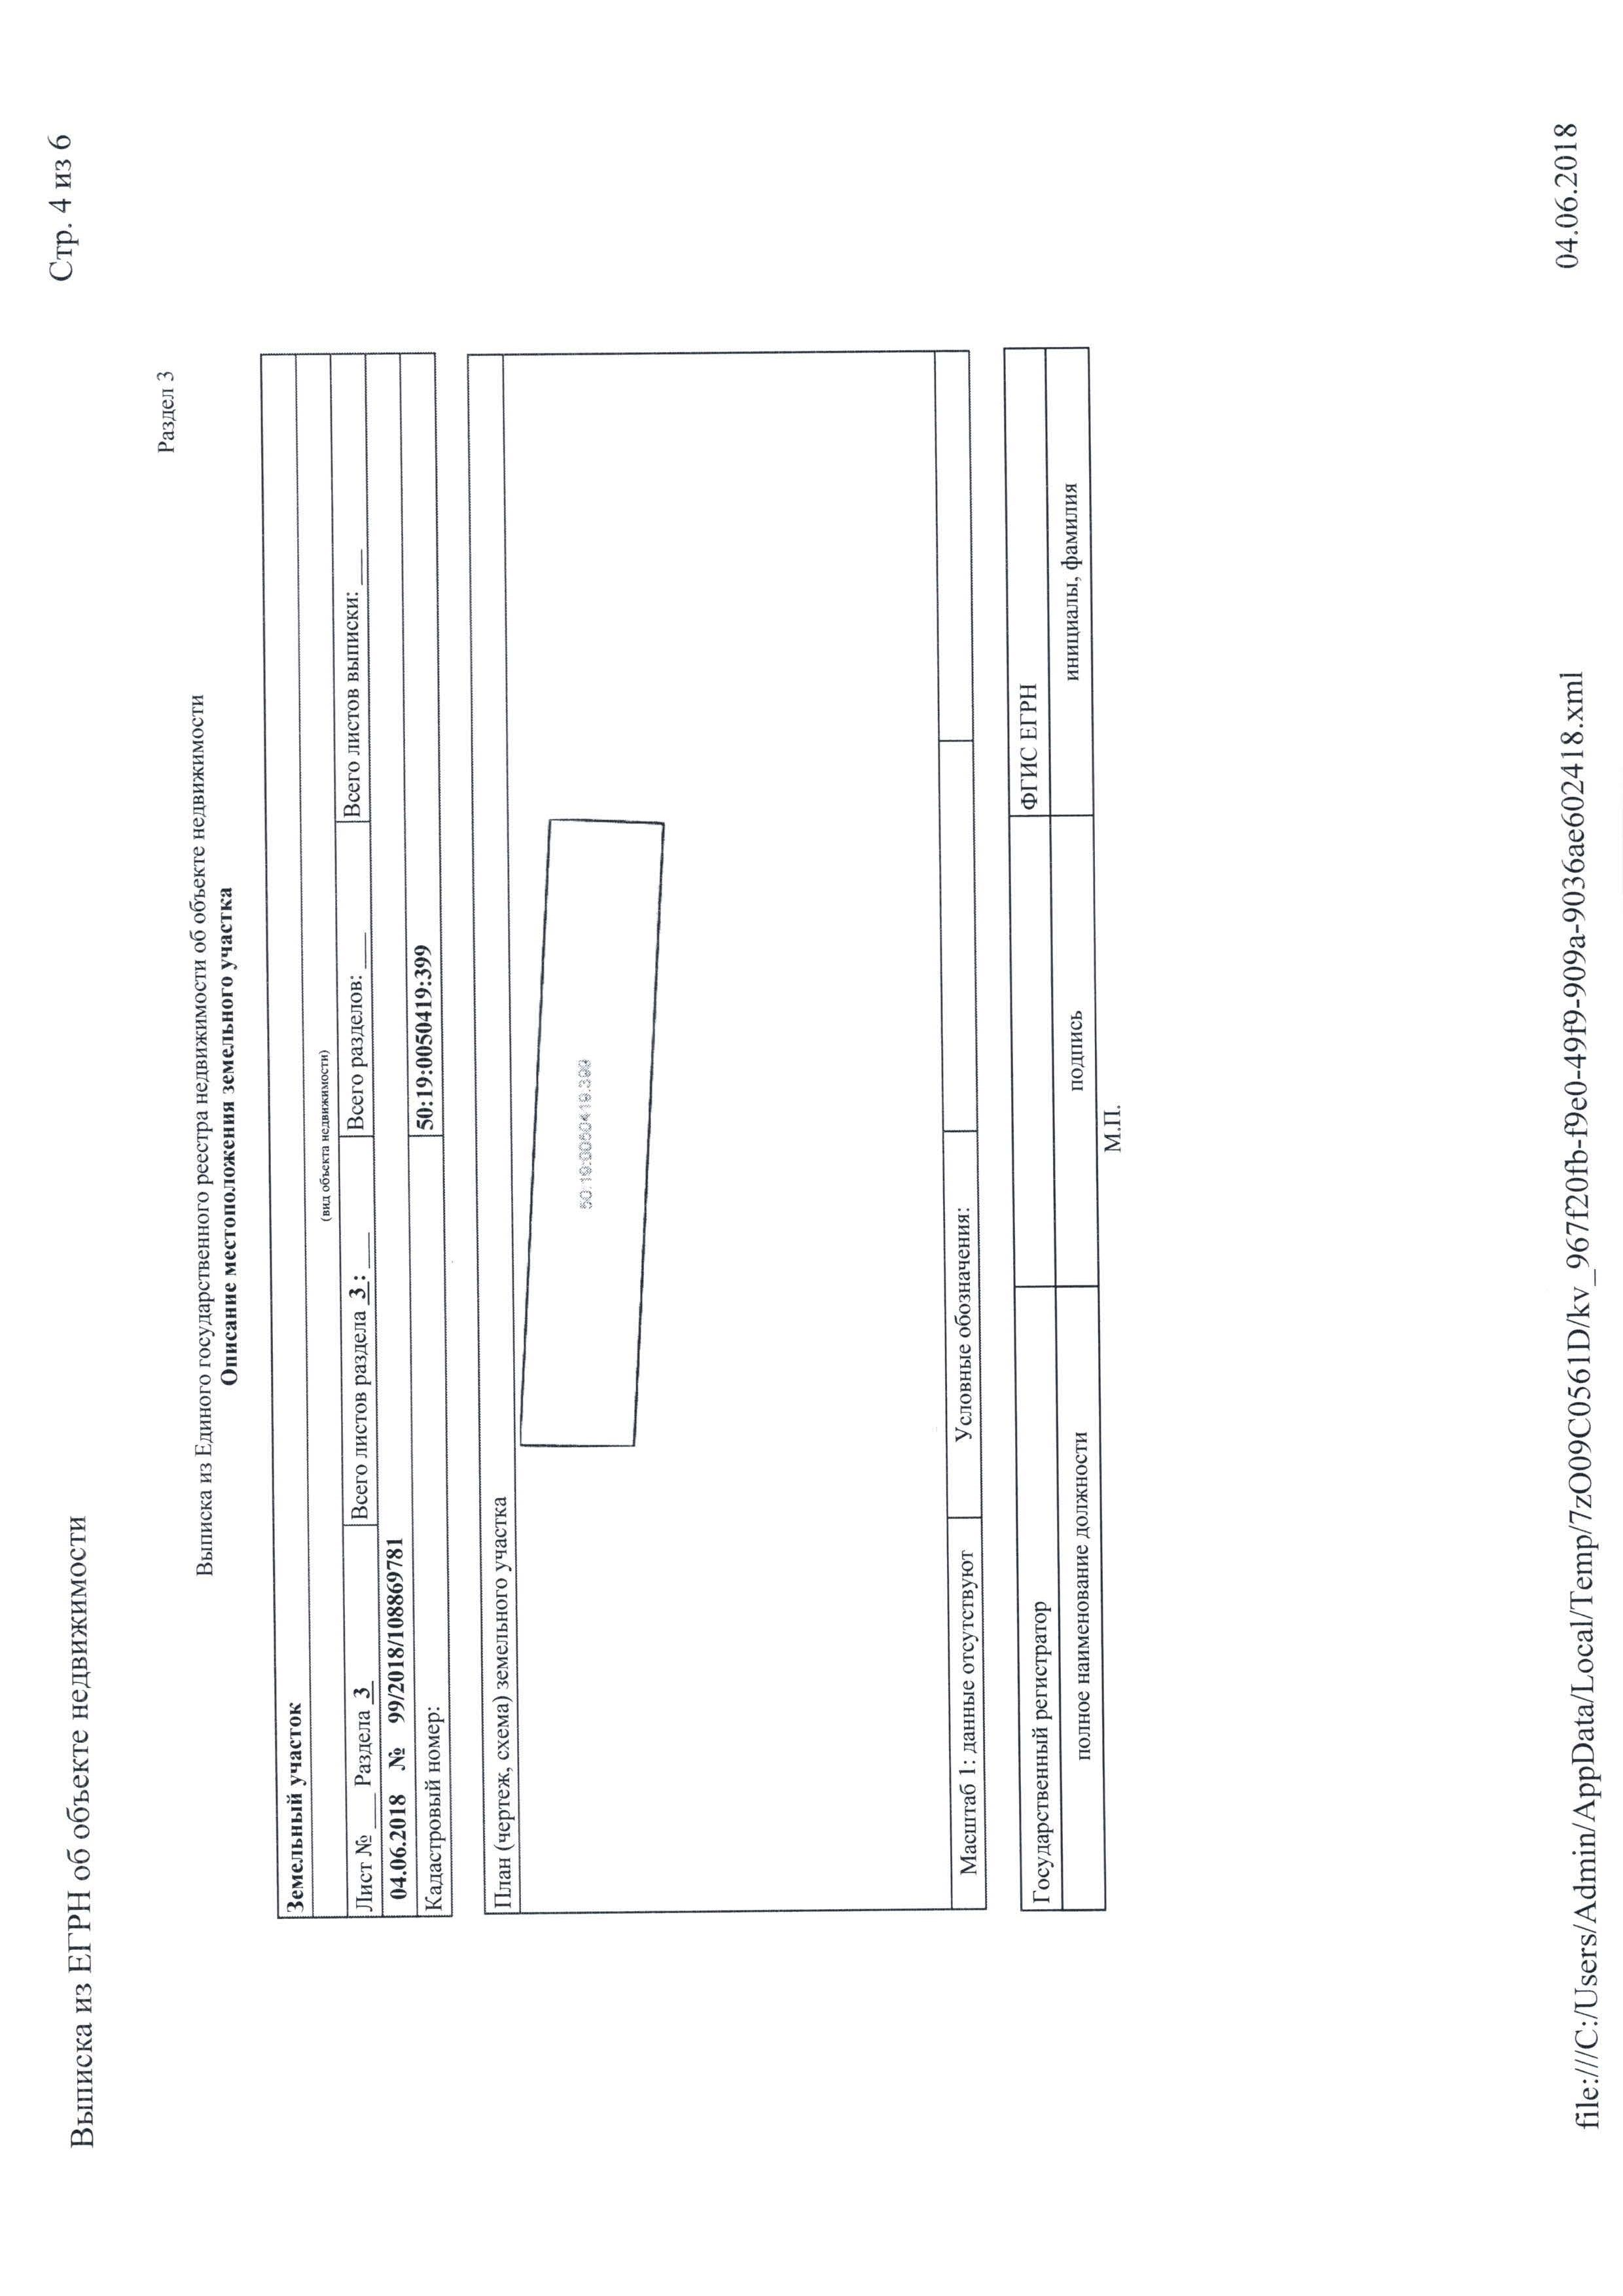 Выписка из ЕГРН об объекте недвижимости
Стр. 4 из 6
Раздел 3
Выписка из Единого государственного реестра недвижимости об объекте недвижимости
Описание местоположения земельного участка
Земельный участок
(вид объекта недвижимости)
Лист № ___ Раздела 3
Всего листов раздела 3 : ___
Всего разделов: ___
Всего листов выписки: ___
04.06.2018 № 99/2018/108869781
Кадастровый номер:
50:19:0050419:399
План (чертеж, схема) земельного участка
50:19:0050419:399
Масштаб 1: данные отсутствуют
Условные обозначения:
Государственный регистратор
ФГИС ЕГРН
полное наименование должности
подпись
инициалы, фамилия
М.П.
file:///C:/Users/Admin/AppData/Local/Temp/7zO09C0561D/kv_967f20fb-f9e0-49f9-909a-9036ae602418.xml
04.06.2018